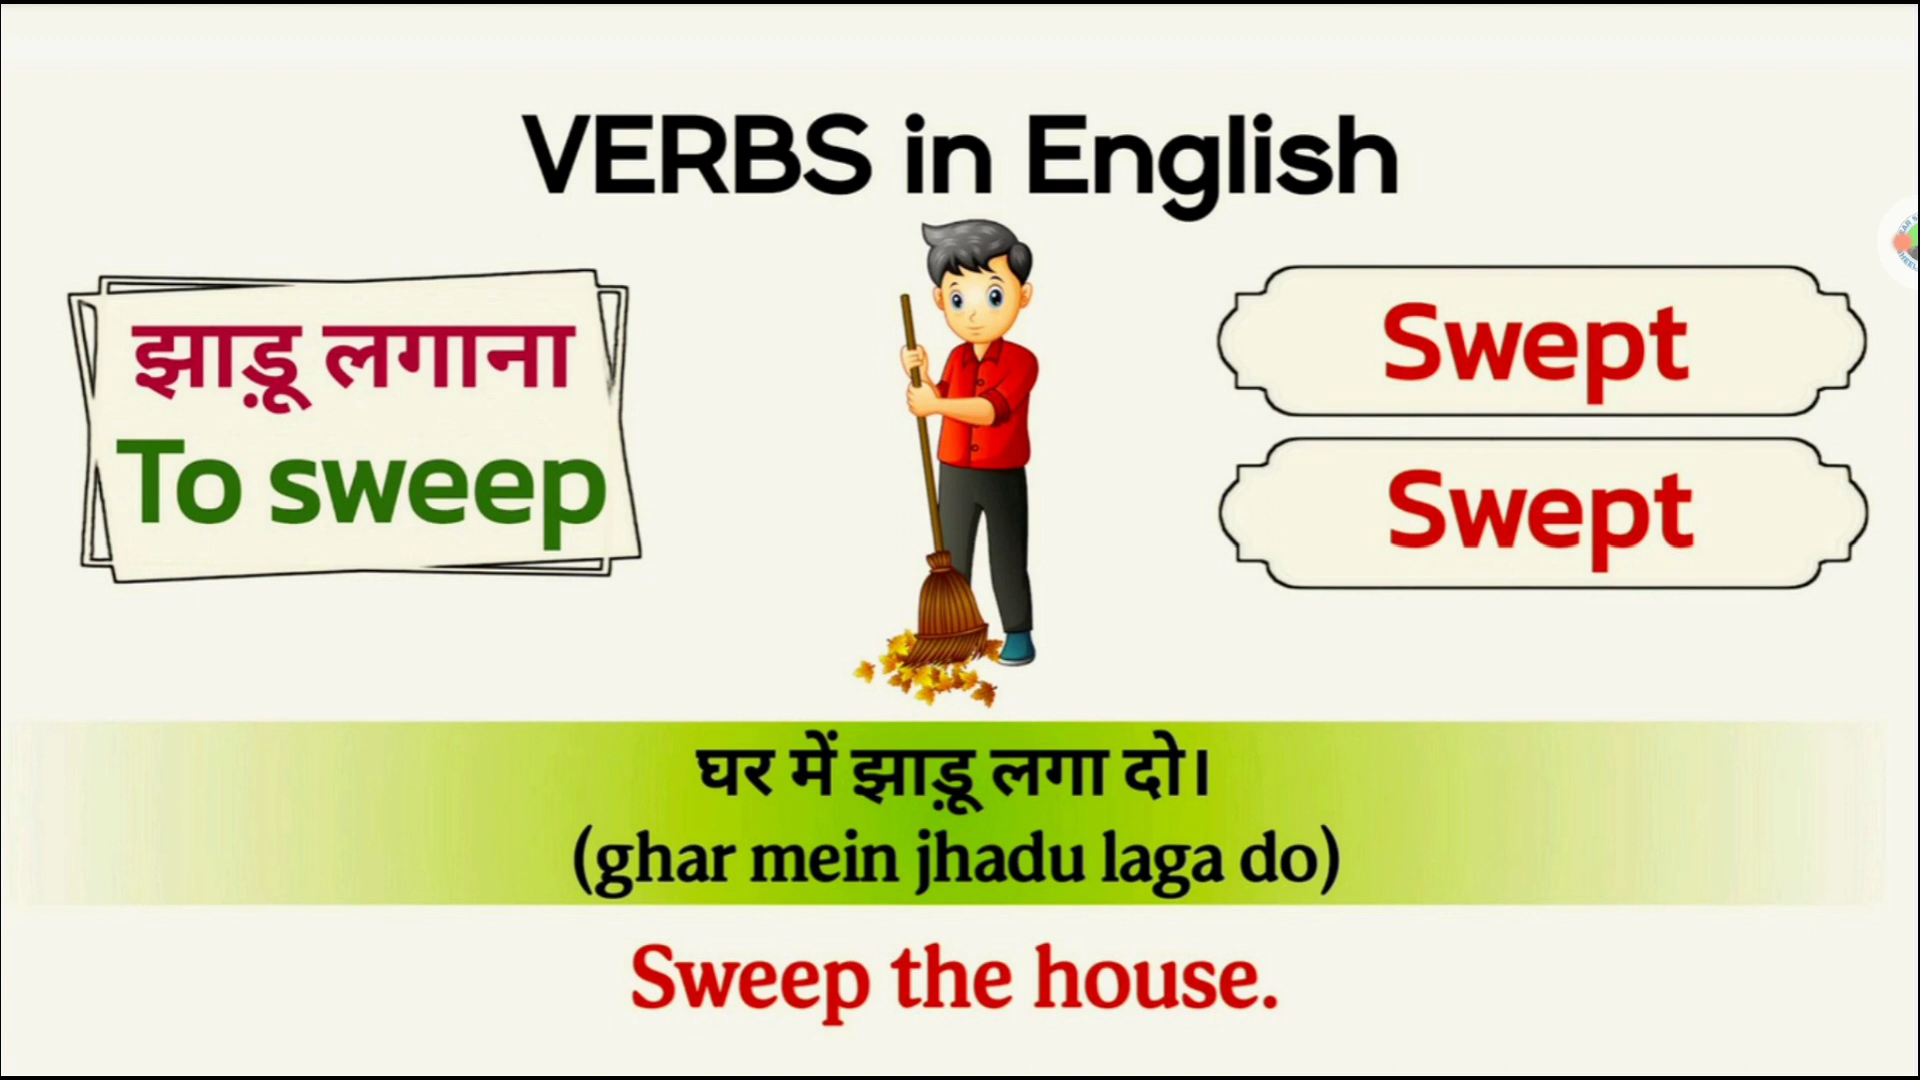 VERBS in English
झाड़ू लगाना
To sweep
Swept
Swept
घर में झाड़ू लगा दो।
(ghar mein jhadu laga do)
Sweep the house.